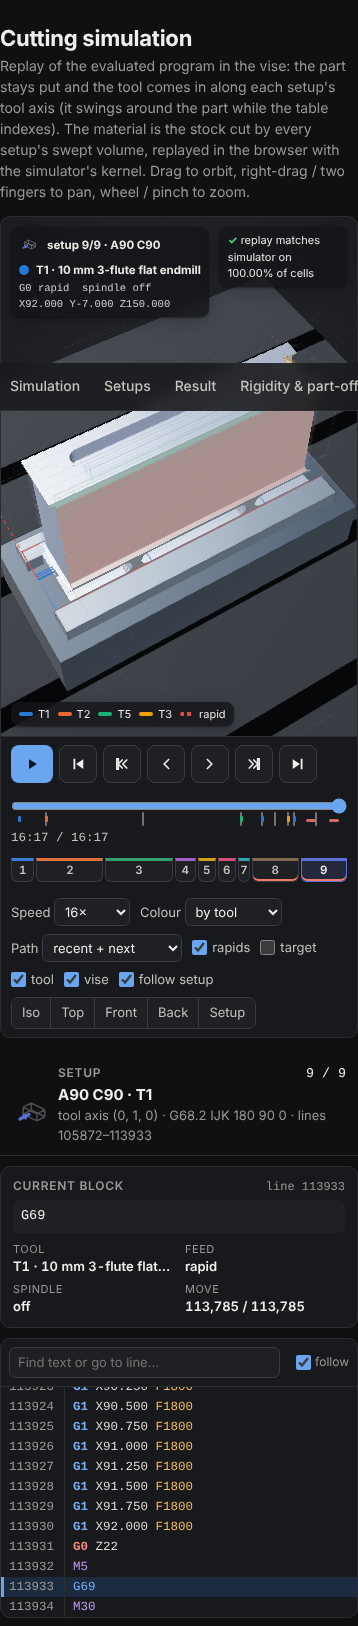 Cutting simulation
Replay of the evaluated program in the vise: the part
stays put and the tool comes in along each setup's
tool axis (it swings around the part while the table
indexes). The material is the stock cut by every
setup's swept volume, replayed in the browser with
the simulator's kernel. Drag to orbit, right-drag / two
fingers to pan, wheel / pinch to zoom.
setup 9/9 · A90 C90
T1 · 10 mm 3-flute flat endmill
G0 rapid spindle off
X92.000 Y-7.000 Z150.000
✓ replay matches
simulator on
100.00% of cells
Simulation Setups Result Rigidity & part-off
T1 T2 T5 T3 rapid
16:17 / 16:17
1 2 3 4 5 6 7 8 9
Speed 16× Colour by tool
Path recent + next rapids target
tool vise follow setup
Iso Top Front Back Setup
SETUP 9 / 9
A90 C90 · T1
tool axis (0, 1, 0) · G68.2 IJK 180 90 0 · lines
105872–113933
CURRENT BLOCK line 113933
G69
TOOL FEED
T1 · 10 mm 3-flute flat... rapid
SPINDLE MOVE
off 113,785 / 113,785
Find text or go to line... follow
113923 G1 X90.250 F1800
113924 G1 X90.500 F1800
113925 G1 X90.750 F1800
113926 G1 X91.000 F1800
113927 G1 X91.250 F1800
113928 G1 X91.500 F1800
113929 G1 X91.750 F1800
113930 G1 X92.000 F1800
113931 G0 Z22
113932 M5
113933 G69
113934 M30